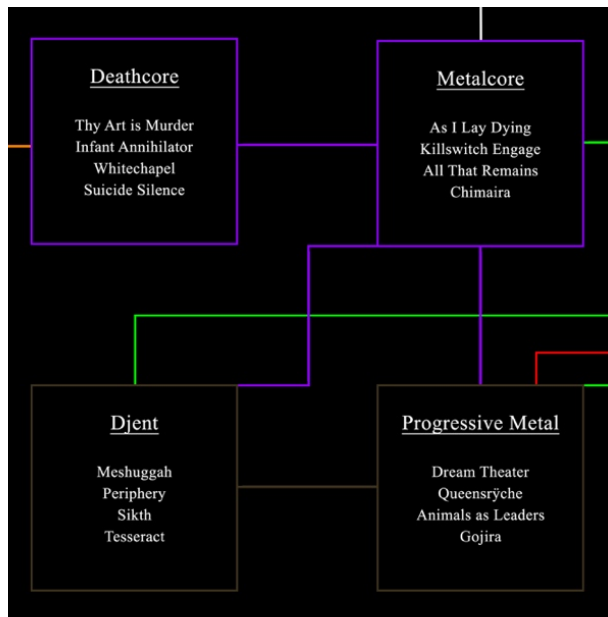 Deathcore
Thy Art is Murder
Infant Annihilator
Whitechapel
Suicide Silence
Metalcore
As I Lay Dying
Killswitch Engage
All That Remains
Chimaira
Djent
Meshuggah
Periphery
Sikth
Tesseract
Progressive Metal
Dream Theater
Queensrÿche
Animals as Leaders
Gojira